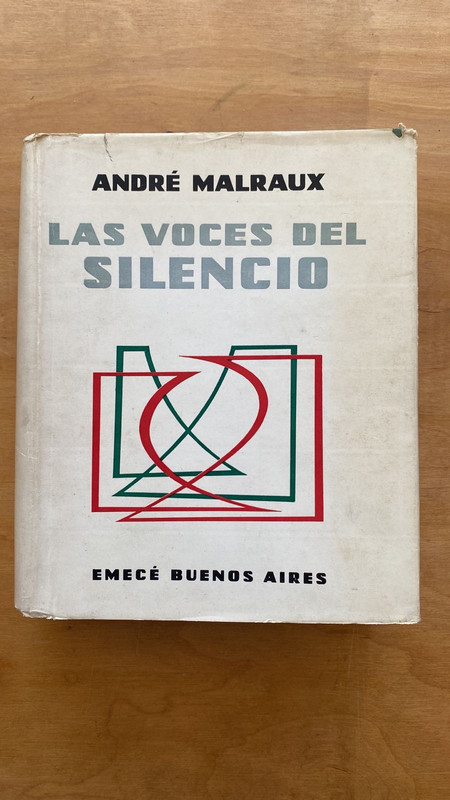 ANDRÉ MALRAUX
LAS VOCES DEL
SILENCIO
EMECÉ BUENOS AIRES